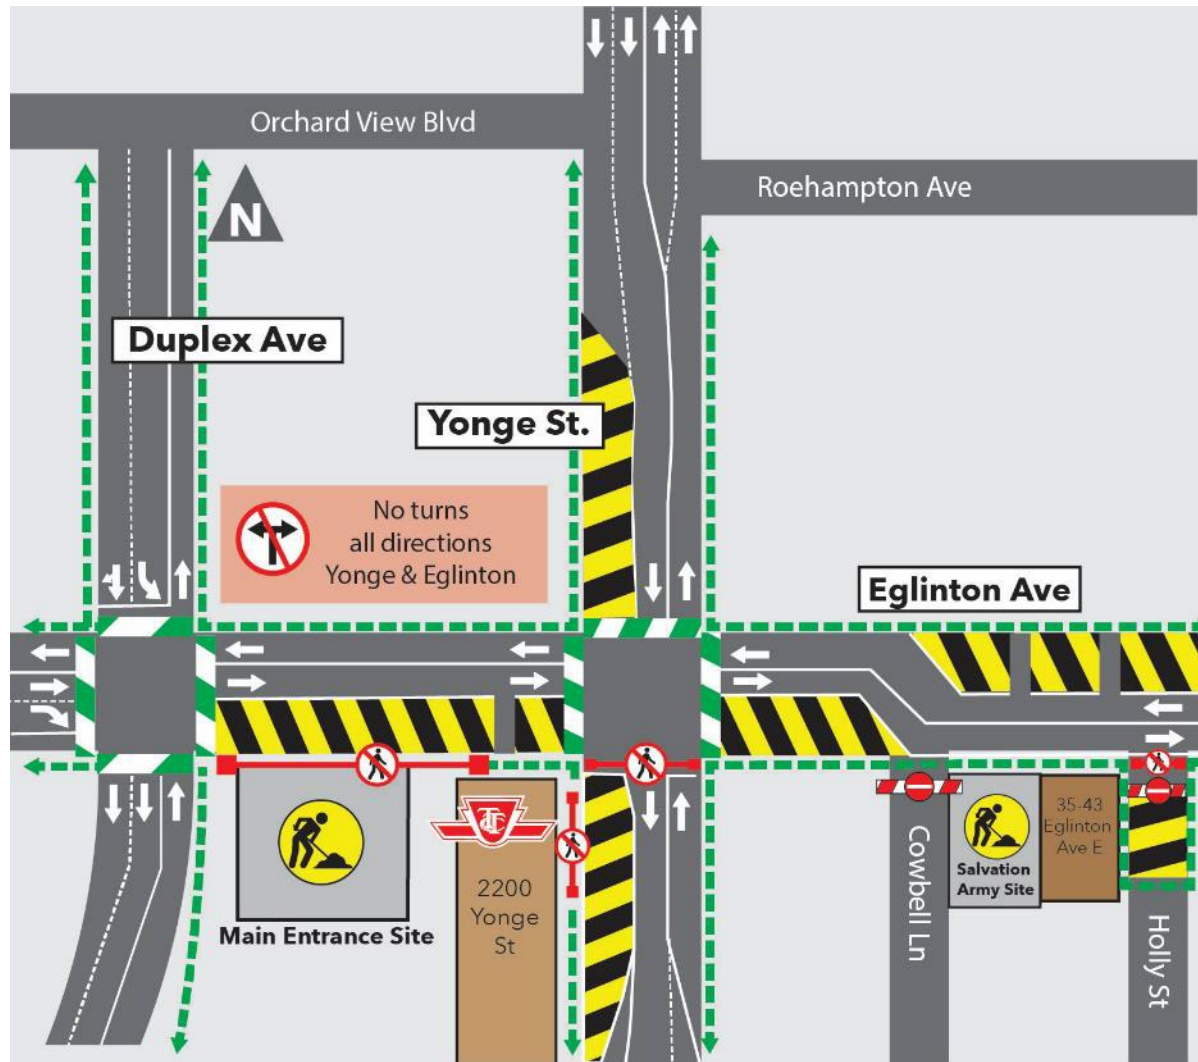 Orchard View Blvd
Roehampton Ave
N
Duplex Ave
Yonge St.
No turns
all directions
Yonge & Eglinton
Eglinton Ave
TTC
2200
Yonge
St
Main Entrance Site
Cowbell Ln
Salvation
Army Site
35-43
Eglinton
Ave E
Holly St